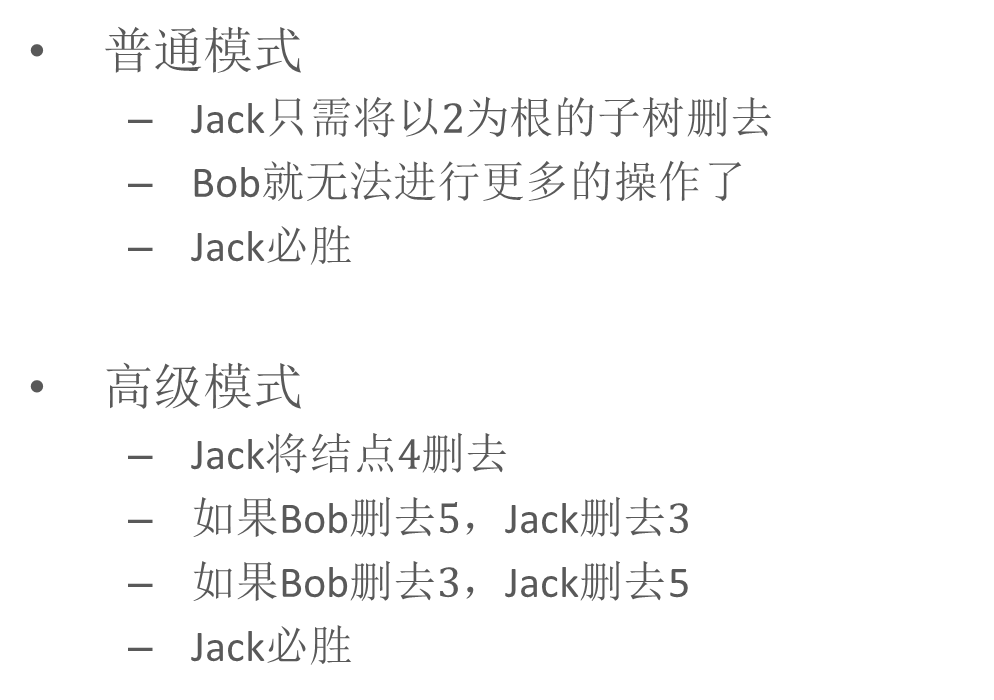 • 普通模式
– Jack只需将以2为根的子树删去
– Bob就无法进行更多的操作了
– Jack必胜
• 高级模式
– Jack将结点4删去
– 如果Bob删去5，Jack删去3
– 如果Bob删去3，Jack删去5
– Jack必胜